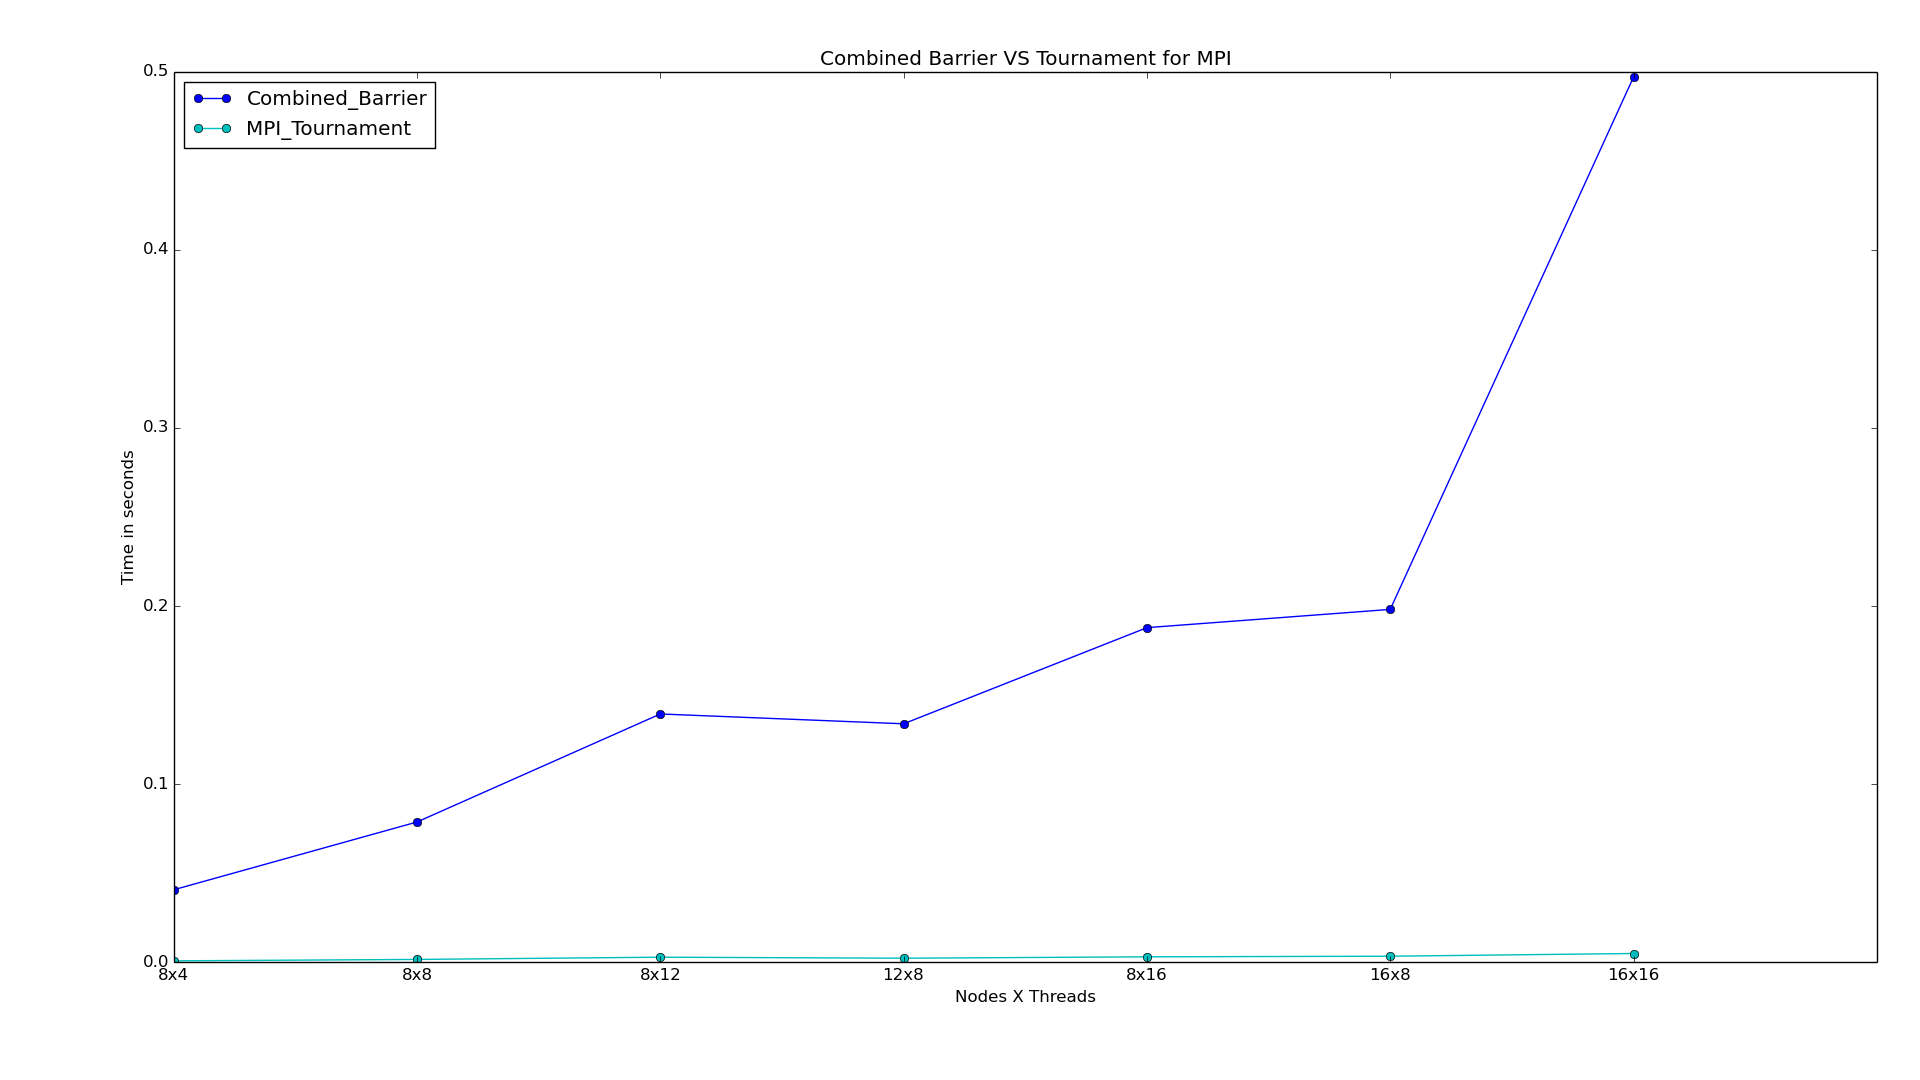 Combined Barrier VS Tournament for MPI
Combined_Barrier
MPI_Tournament
Time in seconds
0.5
0.4
0.3
0.2
0.1
0.0
8x4 8x8 8x12 12x8 8x16 16x8 16x16
Nodes X Threads